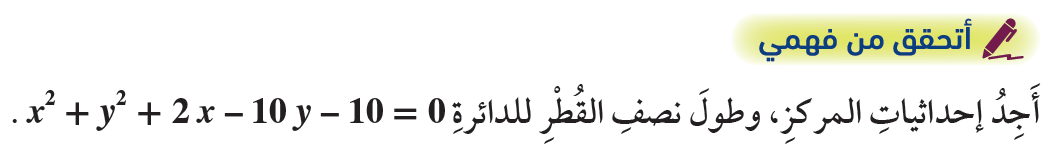 أتحقق من فهمي
أَجِدُ إحداثياتِ المركزِ، وطولَ نصفِ القُطْرِ للدائرةِ x² + y² + 2x − 10y − 10 = 0 .